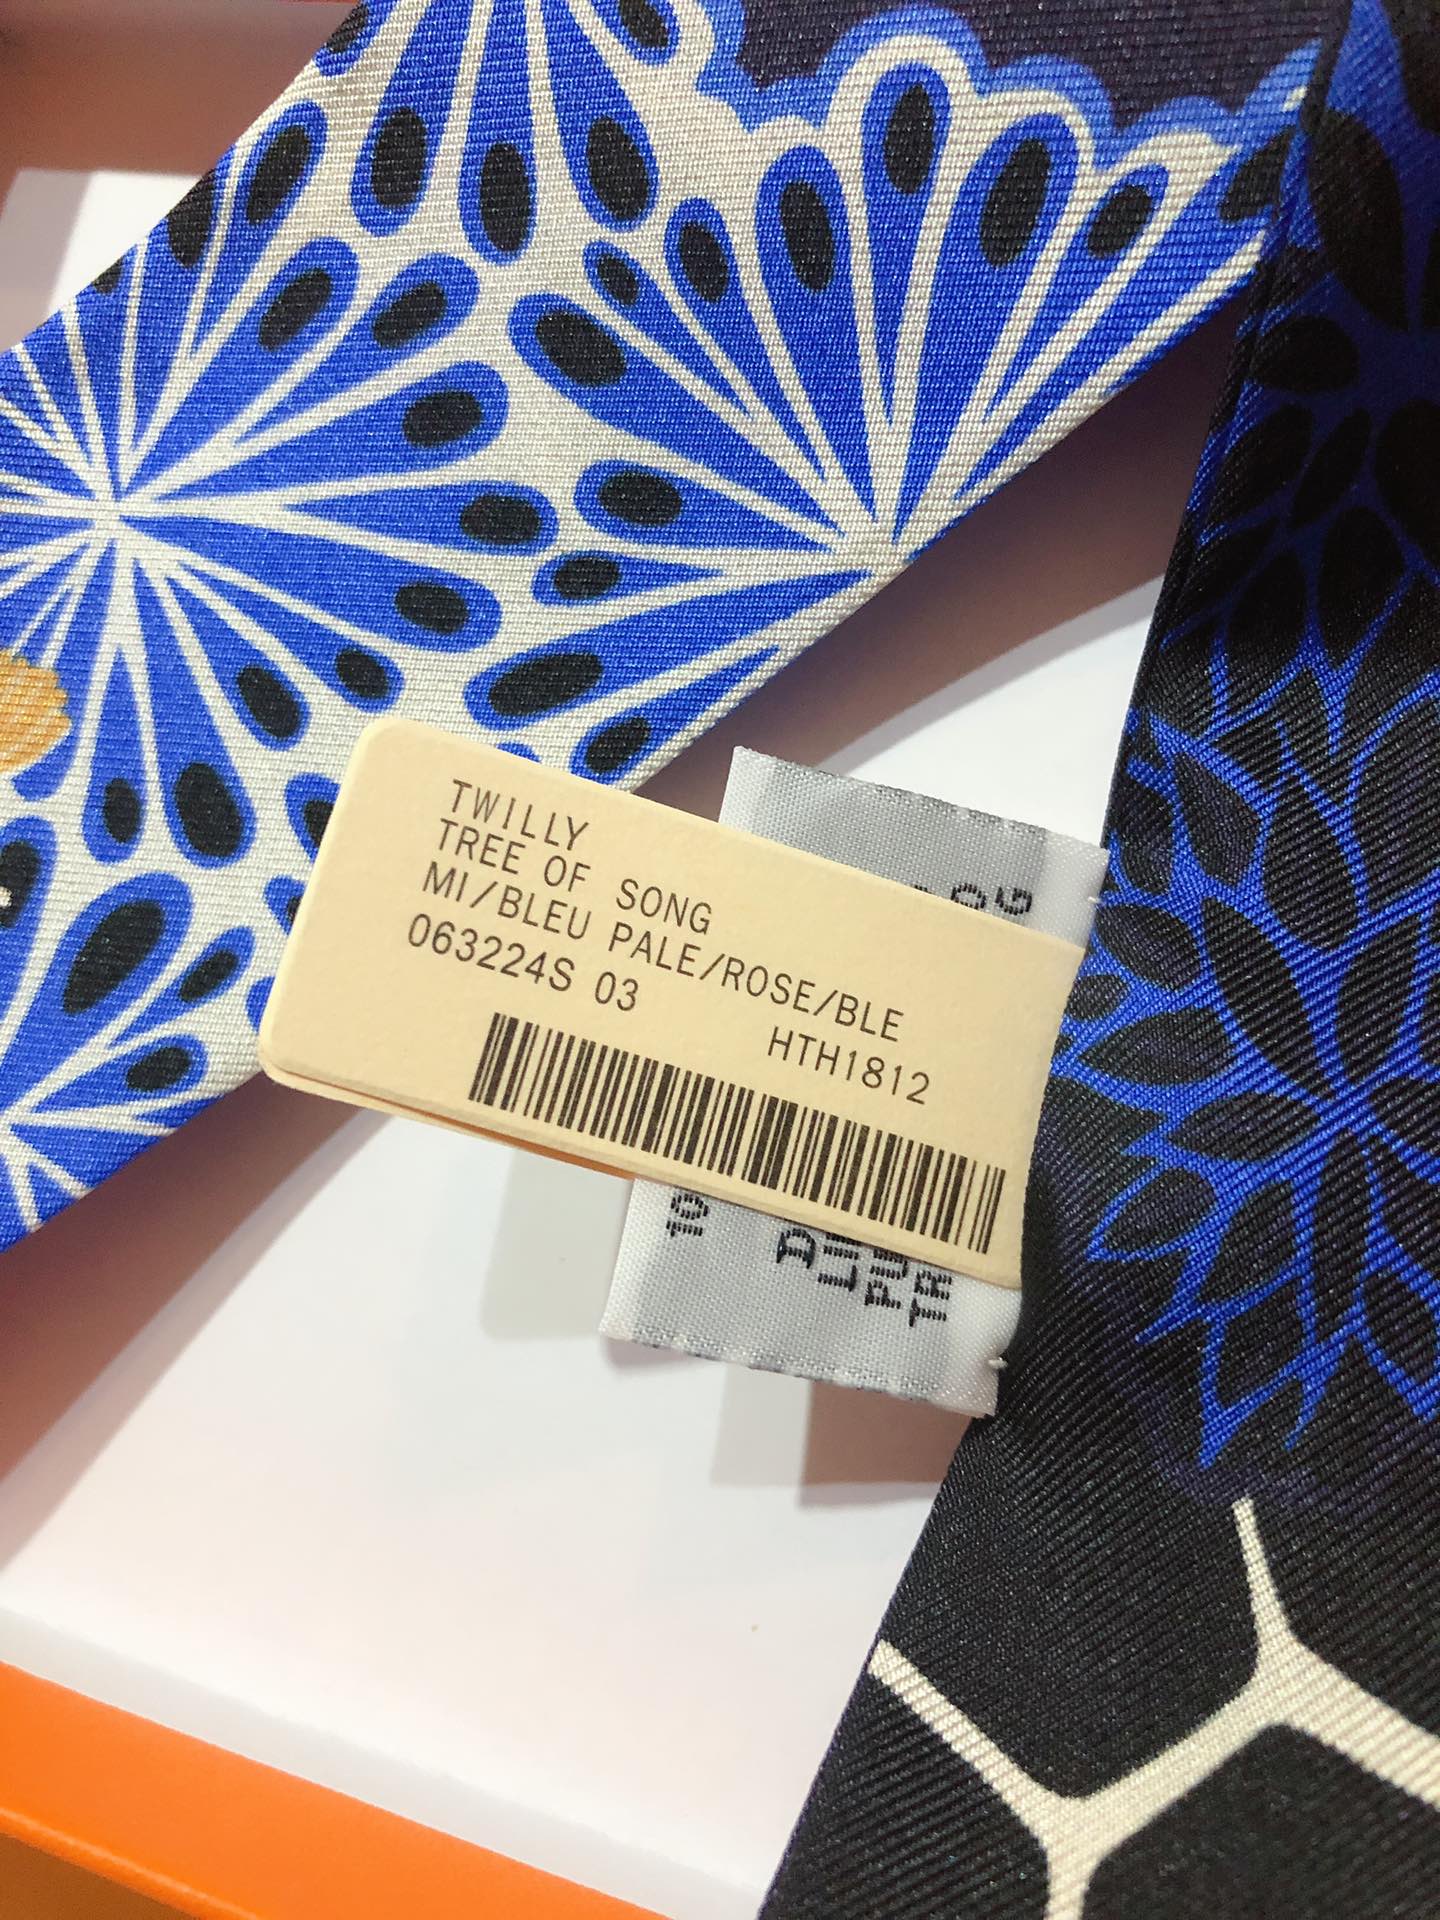 TWILLY
TREE OF SONG
MI/BLEU PALE/ROSE/BLE
063224S 03
HTH1812